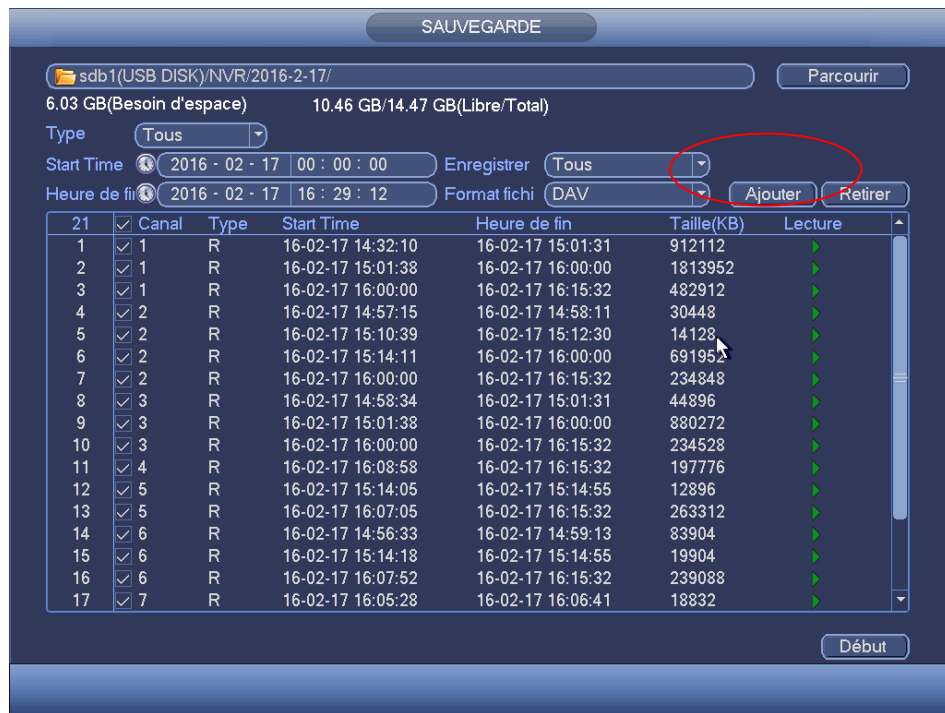 SAUVEGARDE
sdb1(USB DISK)/NVR/2016-2-17/ Parcourir
6.03 GB(Besoin d'espace) 10.46 GB/14.47 GB(Libre/Total)
Type Tous
Start Time 2016 - 02 - 17 00 : 00 : 00 Enregistrer Tous
Heure de fin 2016 - 02 - 17 16 : 29 : 12 Format fichi DAV Ajouter Retirer
21 Canal Type Start Time Heure de fin Taille(KB) Lecture
1 1 R 16-02-17 14:32:10 16-02-17 15:01:31 912112
2 1 R 16-02-17 15:01:38 16-02-17 16:00:00 1813952
3 1 R 16-02-17 16:00:00 16-02-17 16:15:32 482912
4 2 R 16-02-17 14:57:15 16-02-17 14:58:11 30448
5 2 R 16-02-17 15:10:39 16-02-17 15:12:30 14128
6 2 R 16-02-17 15:14:11 16-02-17 16:00:00 691952
7 2 R 16-02-17 16:00:00 16-02-17 16:15:32 234848
8 3 R 16-02-17 14:58:34 16-02-17 15:01:31 44896
9 3 R 16-02-17 15:01:38 16-02-17 16:00:00 880272
10 3 R 16-02-17 16:00:00 16-02-17 16:15:32 234528
11 4 R 16-02-17 16:08:58 16-02-17 16:15:32 197776
12 5 R 16-02-17 15:14:05 16-02-17 15:14:55 12896
13 5 R 16-02-17 16:07:05 16-02-17 16:15:32 263312
14 6 R 16-02-17 14:56:33 16-02-17 14:59:13 83904
15 6 R 16-02-17 15:14:18 16-02-17 15:14:55 19904
16 6 R 16-02-17 16:07:52 16-02-17 16:15:32 239088
17 7 R 16-02-17 16:05:28 16-02-17 16:06:41 18832
Début